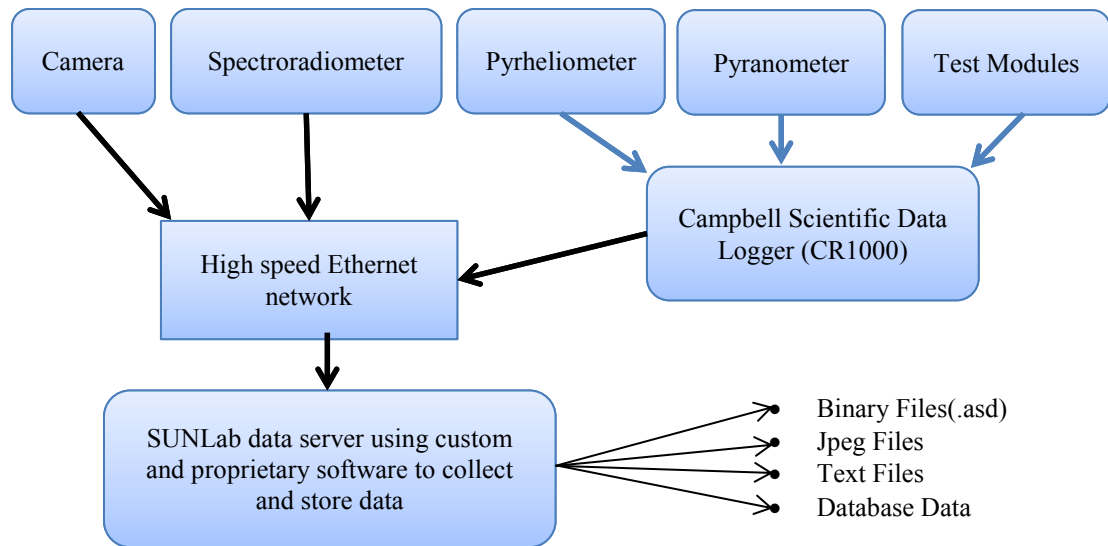 Camera
Spectroradiometer
Pyrheliometer
Pyranometer
Test Modules
Campbell Scientific Data
Logger (CR1000)
High speed Ethernet
network
SUNLab data server using custom
and proprietary software to collect
and store data
Binary Files(.asd)
Jpeg Files
Text Files
Database Data